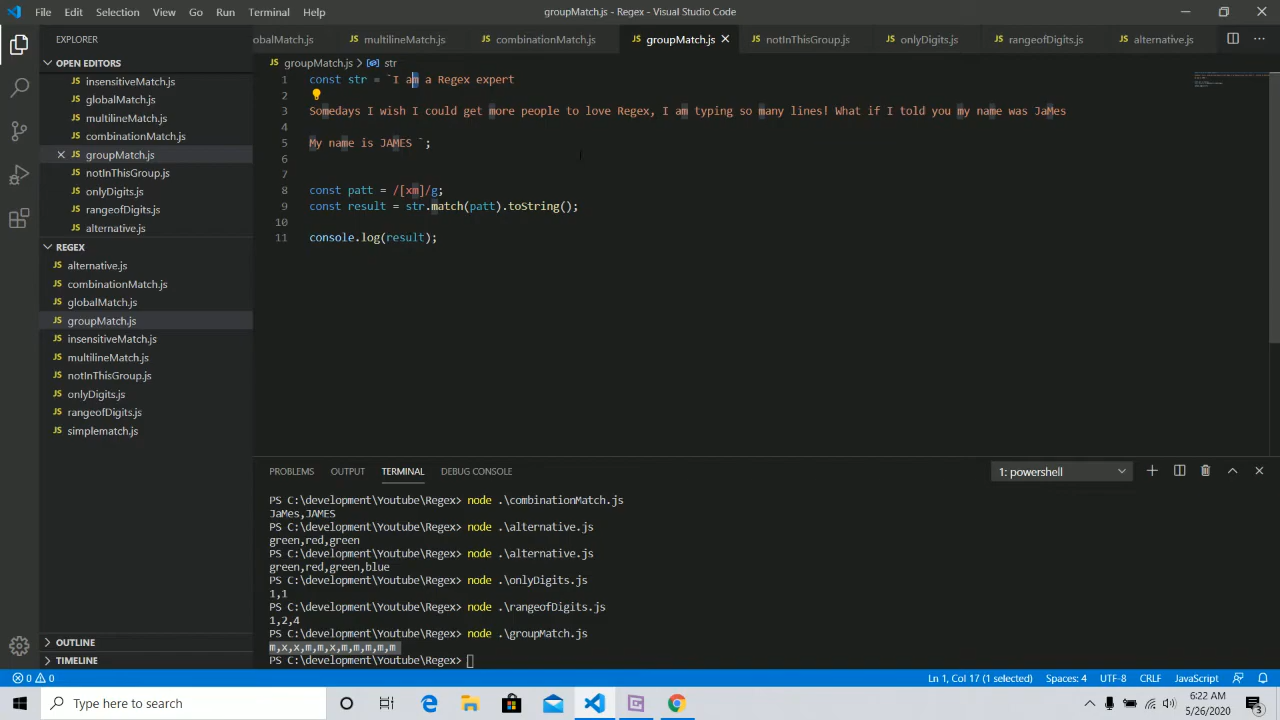 File Edit Selection View Go Run Terminal Help groupMatch.js - Regex - Visual Studio Code
EXPLORER
OPEN EDITORS
insensitiveMatch.js
globalMatch.js
multilineMatch.js
combinationMatch.js
groupMatch.js
notInThisGroup.js
onlyDigits.js
rangeofDigits.js
alternative.js
REGEX
alternative.js
combinationMatch.js
globalMatch.js
groupMatch.js
insensitiveMatch.js
multilineMatch.js
notInThisGroup.js
onlyDigits.js
rangeofDigits.js
simplematch.js
OUTLINE
TIMELINE
obalMatch.js JS multilineMatch.js JS combinationMatch.js JS groupMatch.js JS notInThisGroup.js JS onlyDigits.js JS rangeofDigits.js JS alternative.js
JS groupMatch.js > str
1 const str = `I am a Regex expert
2
3 Somedays I wish I could get more people to love Regex, I am typing so many lines! What if I told you my name was JaMes
4
5 My name is JAMES `;
6
7
8 const patt = /[xm]/g;
9 const result = str.match(patt).toString();
10
11 console.log(result);
PROBLEMS OUTPUT TERMINAL DEBUG CONSOLE 1: powershell
PS C:\development\Youtube\Regex> node .\combinationMatch.js
JaMes,JAMES
PS C:\development\Youtube\Regex> node .\alternative.js
green,red,green
PS C:\development\Youtube\Regex> node .\alternative.js
green,red,green,blue
PS C:\development\Youtube\Regex> node .\onlyDigits.js
1,1
PS C:\development\Youtube\Regex> node .\rangeofDigits.js
1,2,4
PS C:\development\Youtube\Regex> node .\groupMatch.js
m,x,x,m,m,x,m,m,m,m,m
PS C:\development\Youtube\Regex>
0 0 Ln 1, Col 17 (1 selected) Spaces: 4 UTF-8 CRLF JavaScript
Type here to search
6:22 AM
5/26/2020
3